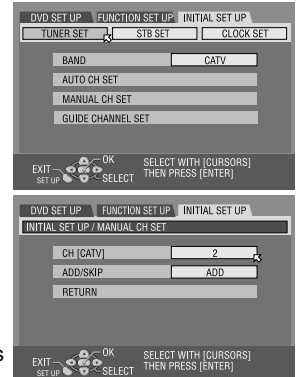 DVD SET UP FUNCTION SET UP INITIAL SET UP
TUNER SET STB SET CLOCK SET
BAND CATV
AUTO CH SET
MANUAL CH SET
GUIDE CHANNEL SET
OK
EXIT SELECT WITH [CURSORS]
SET UP SELECT THEN PRESS [ENTER]
DVD SET UP FUNCTION SET UP INITIAL SET UP
INITIAL SET UP / MANUAL CH SET
CH [CATV] 2
ADD/SKIP ADD
RETURN
s
OK
EXIT SELECT WITH [CURSORS]
SET UP SELECT THEN PRESS [ENTER]